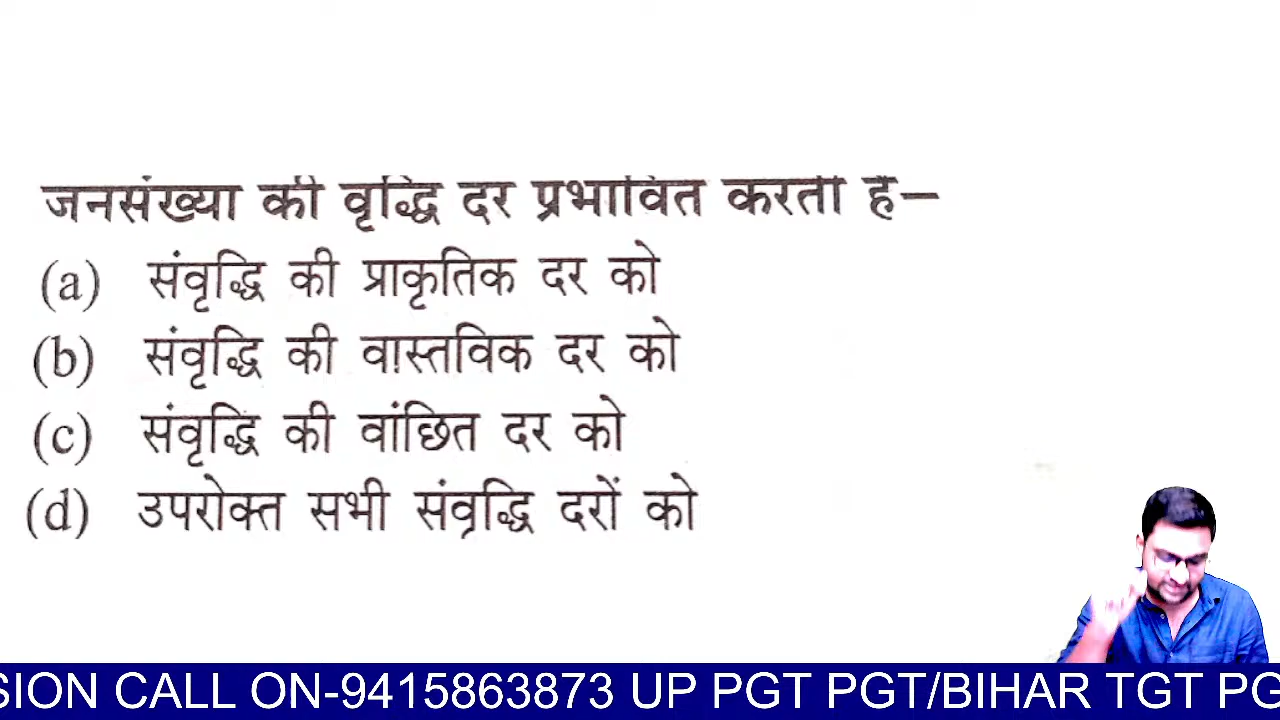 जनसंख्या की वृद्धि दर प्रभावित करती है–
(a) संवृद्धि की प्राकृतिक दर को
(b) संवृद्धि की वास्तविक दर को
(c) संवृद्धि की वांछित दर को
(d) उपरोक्त सभी संवृद्धि दरों को
SION CALL ON-9415863873 UP PGT PGT/BIHAR TGT PG